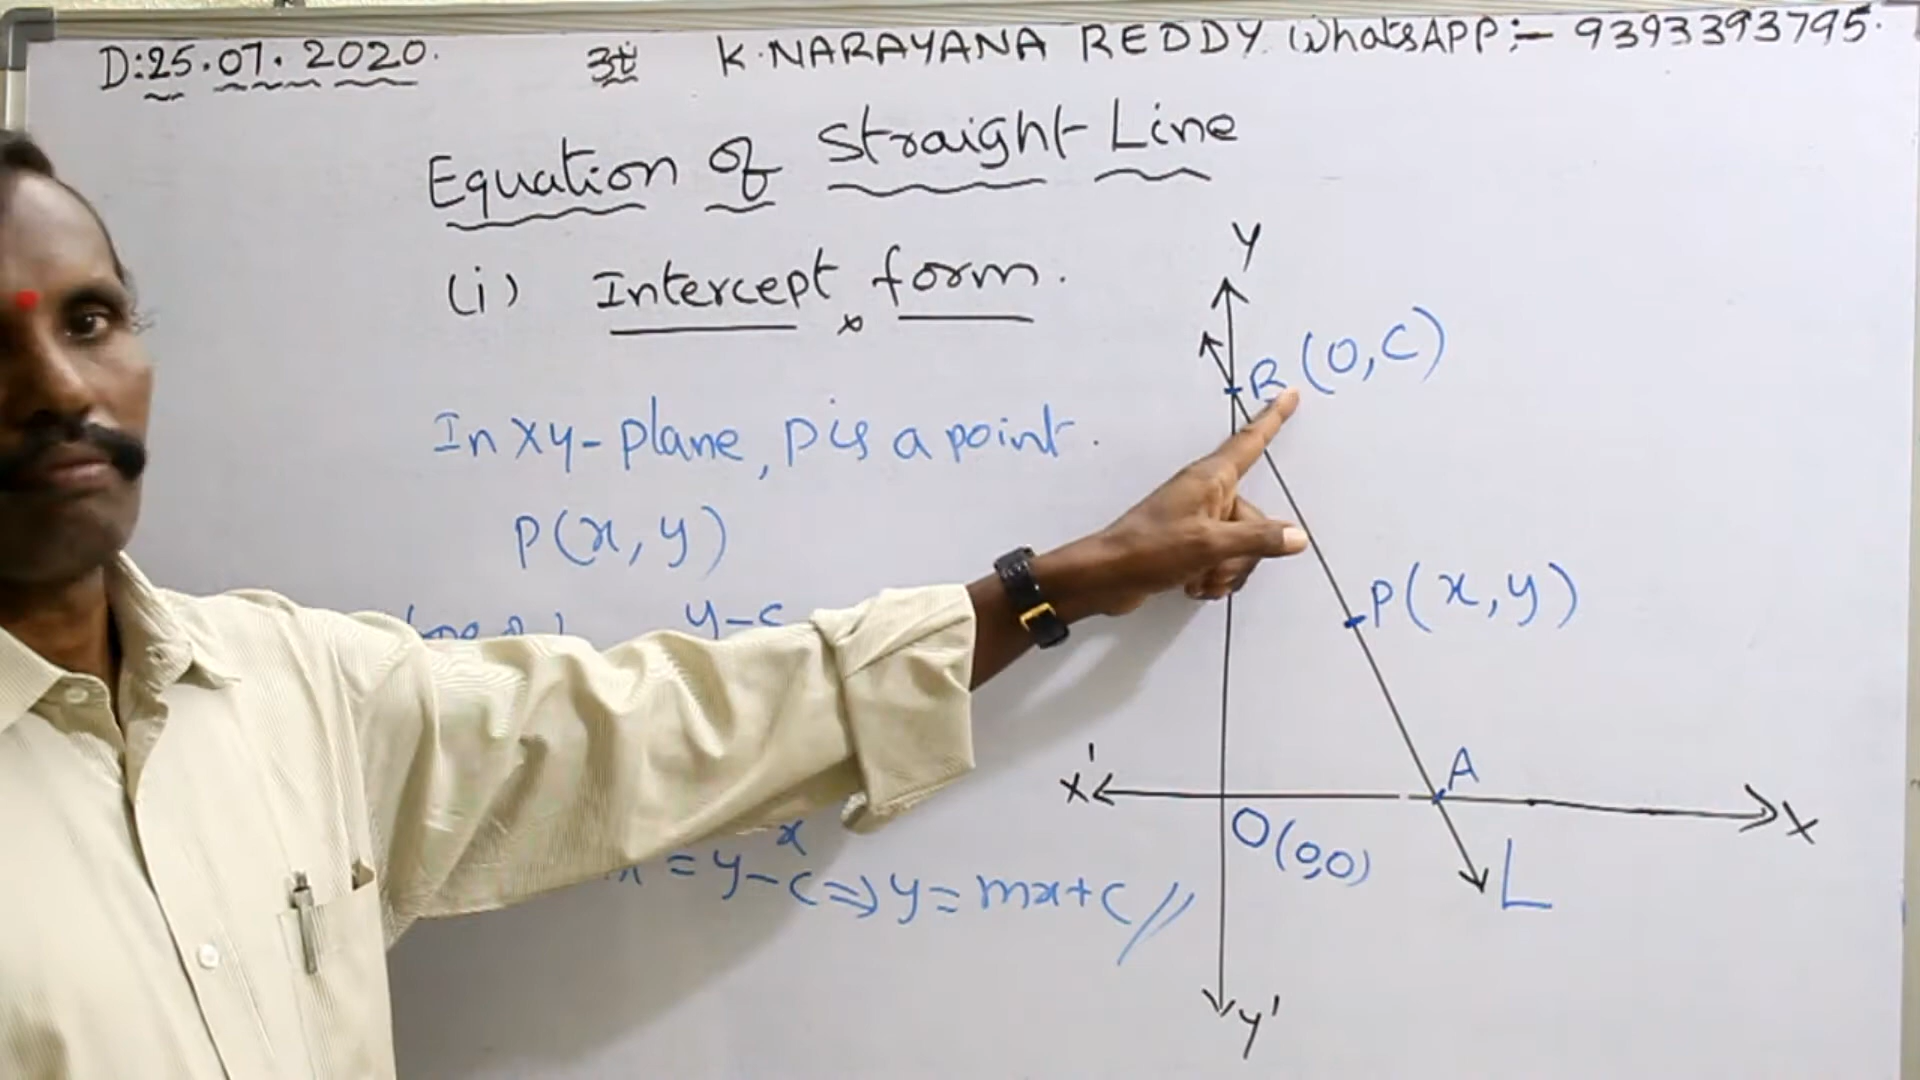 D:25.07.2020. K.NARAYANA REDDY. WhatsAPP:- 9393393795.
Equation of Straight Line
(i) Intercept form.
In xy-plane, p is a point.
P(x, y)
y-c
x
= y-c ⇒ y = mx+c //
Y
B (0, C)
P(x, y)
A
X'
X
O(0,0)
L
Y'